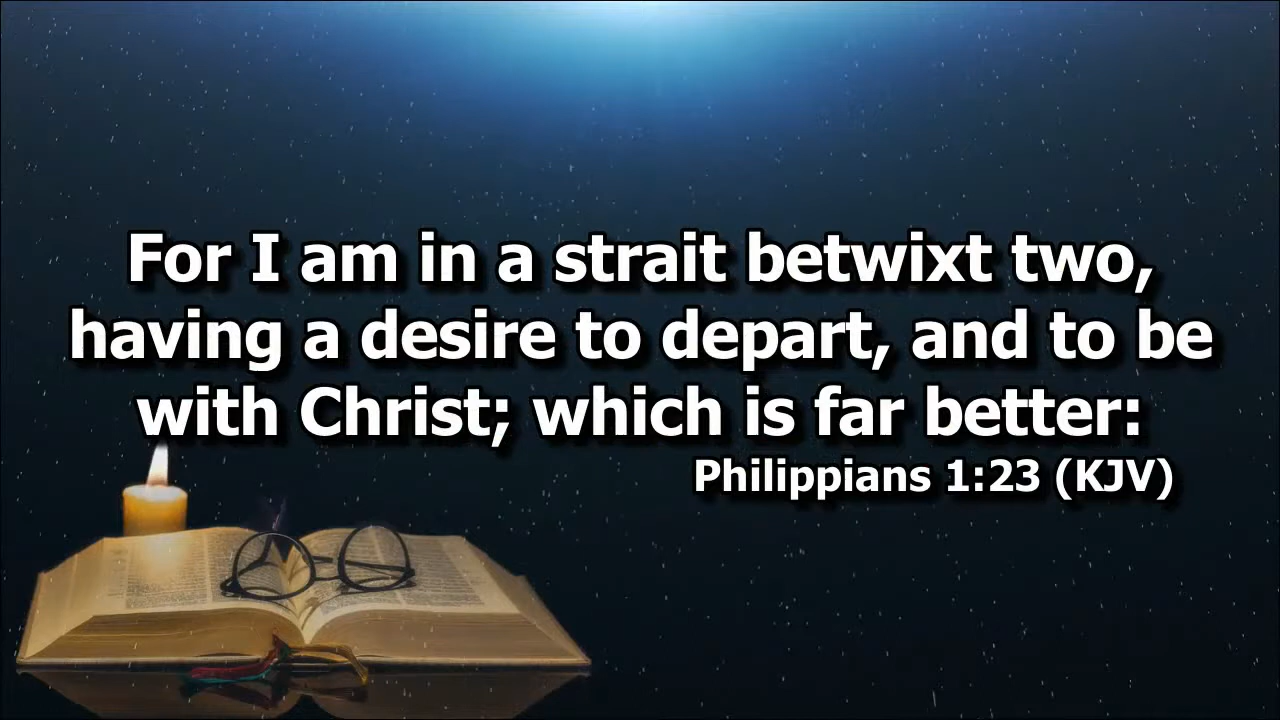 For I am in a strait betwixt two,
having a desire to depart, and to be
with Christ; which is far better:
Philippians 1:23 (KJV)